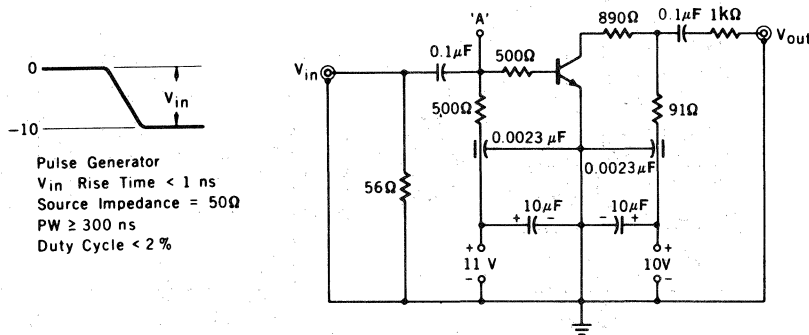 'A'
890Ω
0.1μF
1kΩ
Vout
Vin
0.1μF
500Ω
0
Vin
-10
500Ω
91Ω
0.0023 μF
0.0023 μF
56Ω
10μF
10μF
+ -
- +
+
+
11 V
10V
-
-
Pulse Generator
Vin Rise Time < 1 ns
Source Impedance = 50Ω
PW ≥ 300 ns
Duty Cycle < 2%